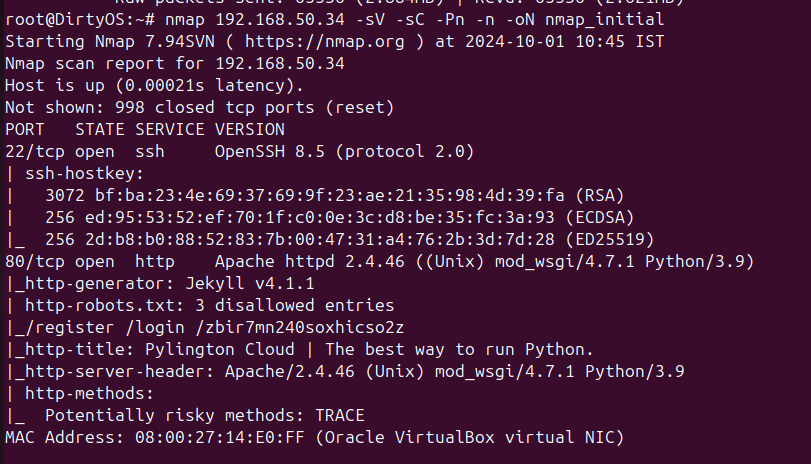 root@DirtyOS:~# nmap 192.168.50.34 -sV -sC -Pn -n -oN nmap_initial
Starting Nmap 7.94SVN ( https://nmap.org ) at 2024-10-01 10:45 IST
Nmap scan report for 192.168.50.34
Host is up (0.00021s latency).
Not shown: 998 closed tcp ports (reset)
PORT   STATE SERVICE VERSION
22/tcp open  ssh     OpenSSH 8.5 (protocol 2.0)
| ssh-hostkey:
|   3072 bf:ba:23:4e:69:37:69:9f:23:ae:21:35:98:4d:39:fa (RSA)
|   256 ed:95:53:52:ef:70:1f:c0:0e:3c:d8:be:35:fc:3a:93 (ECDSA)
|_  256 2d:b8:b0:88:52:83:7b:00:47:31:a4:76:2b:3d:7d:28 (ED25519)
80/tcp open  http    Apache httpd 2.4.46 ((Unix) mod_wsgi/4.7.1 Python/3.9)
|_http-generator: Jekyll v4.1.1
| http-robots.txt: 3 disallowed entries
|_/register /login /zbir7mn240soxhicso2z
|_http-title: Pylington Cloud | The best way to run Python.
|_http-server-header: Apache/2.4.46 (Unix) mod_wsgi/4.7.1 Python/3.9
| http-methods:
|_  Potentially risky methods: TRACE
MAC Address: 08:00:27:14:E0:FF (Oracle VirtualBox virtual NIC)